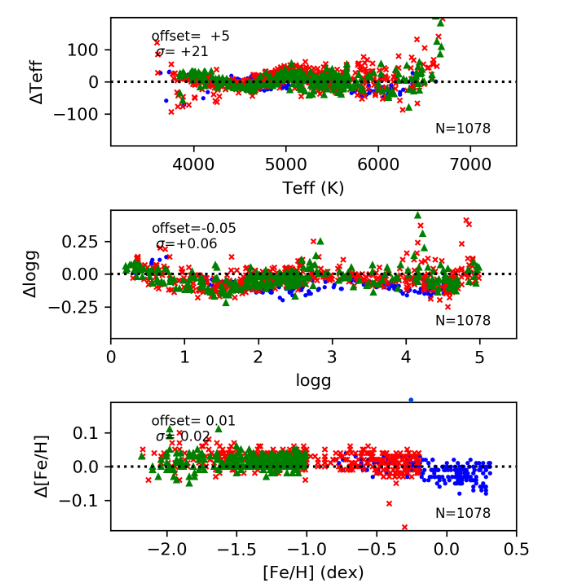 offset= +5
σ= +21
100
0
−100
ΔTeff
N=1078
4000 5000 6000 7000
Teff (K)
offset=-0.05
σ=+0.06
0.25
0.00
−0.25
Δlogg
N=1078
0 1 2 3 4 5
logg
offset= 0.01
σ= 0.02
0.1
0.0
−0.1
Δ[Fe/H]
N=1078
−2.0 −1.5 −1.0 −0.5 0.0 0.5
[Fe/H] (dex)